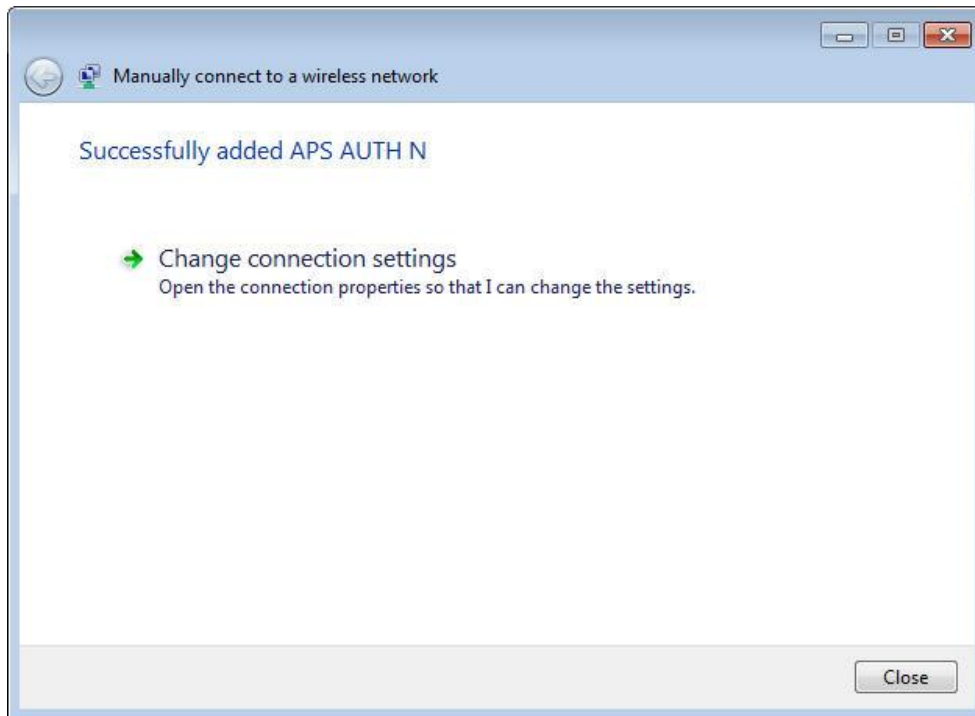 Manually connect to a wireless network
Successfully added APS AUTH N
Change connection settings
Open the connection properties so that I can change the settings.
Close